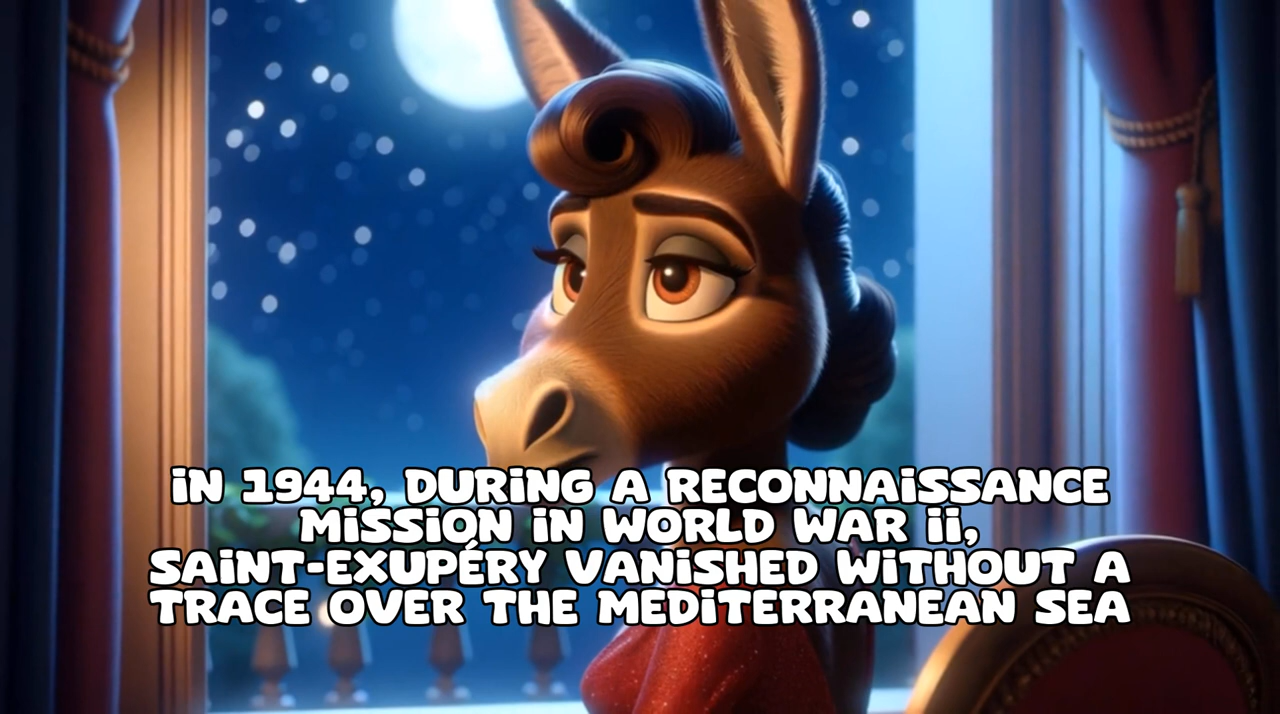 IN 1944, DURING A RECONNAISSANCE
MISSION IN WORLD WAR II,
SAINT-EXUPÉRY VANISHED WITHOUT A
TRACE OVER THE MEDITERRANEAN SEA